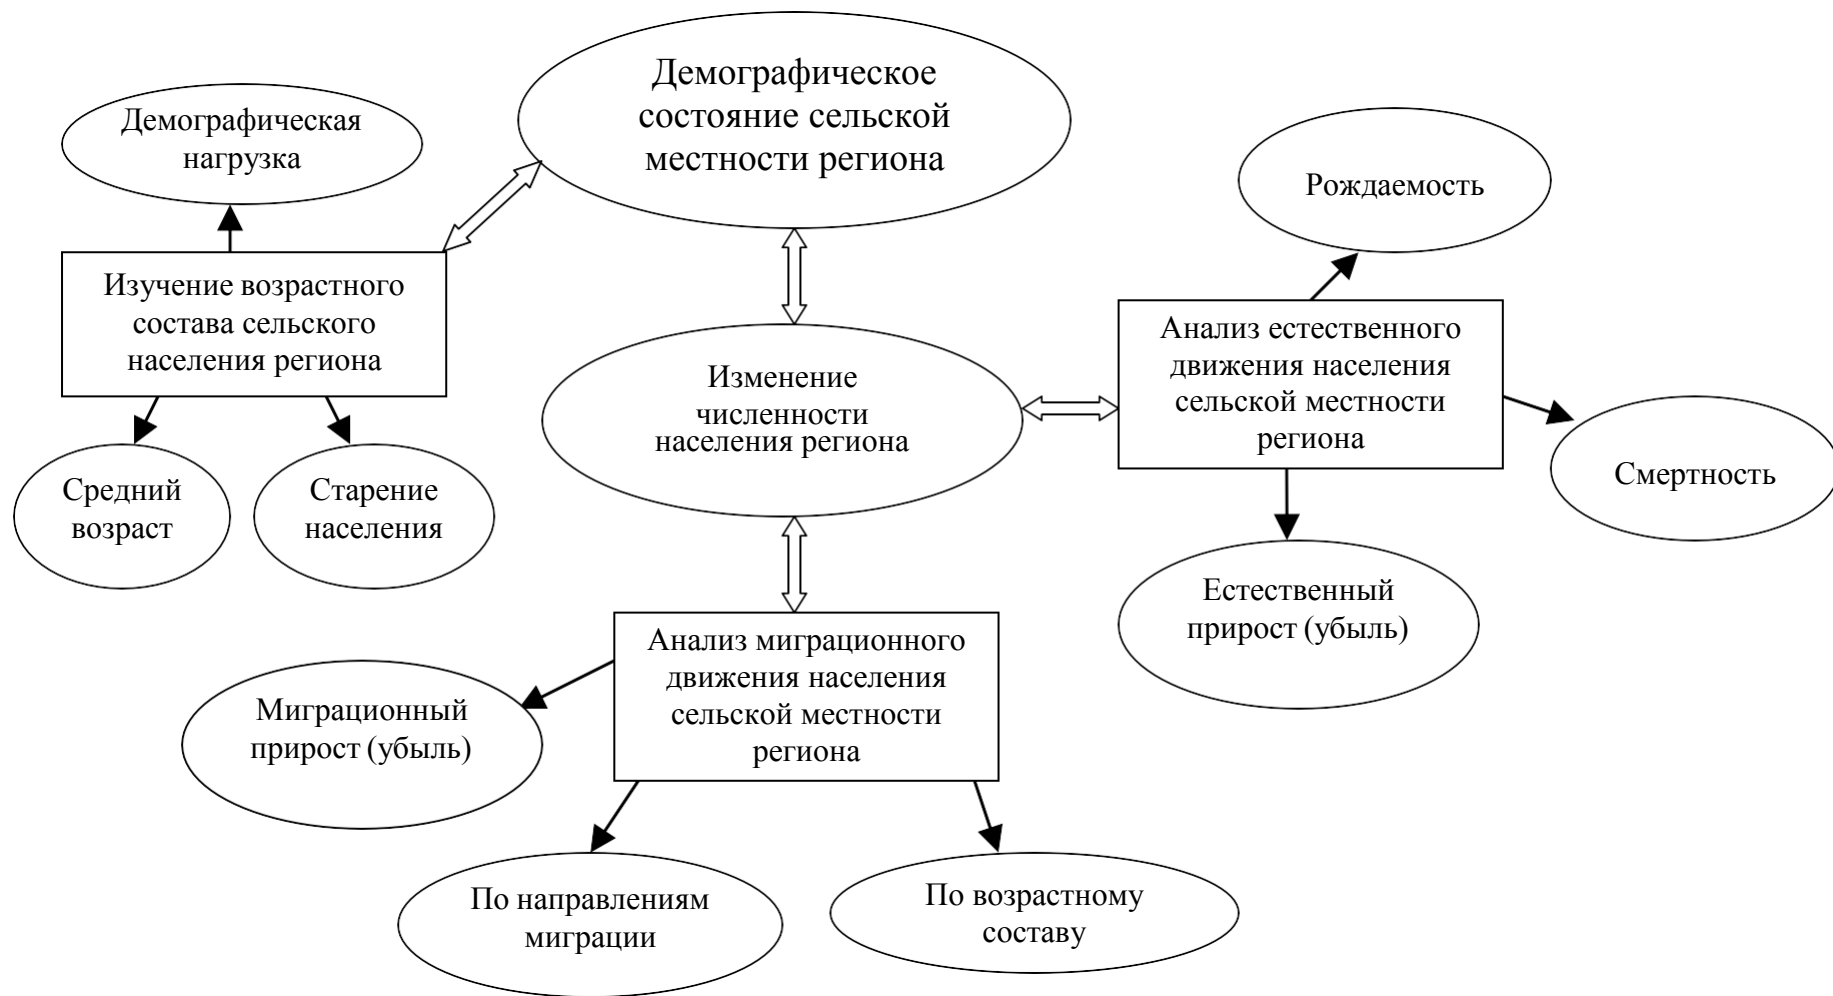 Демографическое
состояние сельской
местности региона
Демографическая
нагрузка
Рождаемость
Изучение возрастного
состава сельского
населения региона
Анализ естественного
движения населения
сельской местности
региона
Изменение
численности
населения региона
Средний
возраст
Старение
населения
Смертность
Естественный
прирост (убыль)
Анализ миграционного
движения населения
сельской местности
региона
Миграционный
прирост (убыль)
По направлениям
миграции
По возрастному
составу